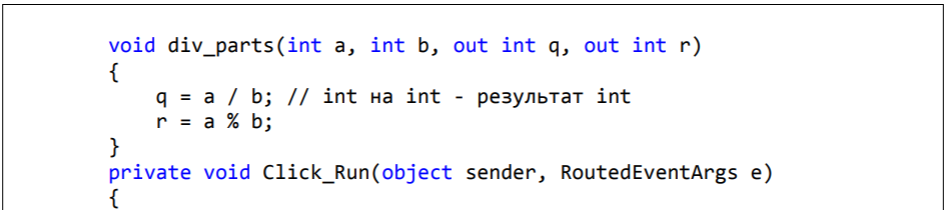 void div_parts(int a, int b, out int q, out int r)
{
q = a / b; // int на int - результат int
r = a % b;
}
private void Click_Run(object sender, RoutedEventArgs e)
{